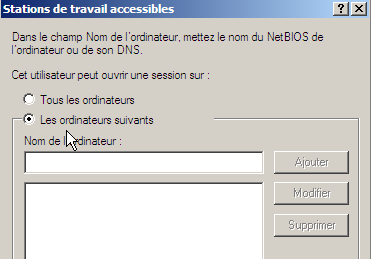 Stations de travail accessibles
Dans le champ Nom de l'ordinateur, mettez le nom du NetBIOS de
l'ordinateur ou de son DNS.
Cet utilisateur peut ouvrir une session sur :
Tous les ordinateurs
Les ordinateurs suivants
Nom de l'ordinateur :
Ajouter
Modifier
Supprimer